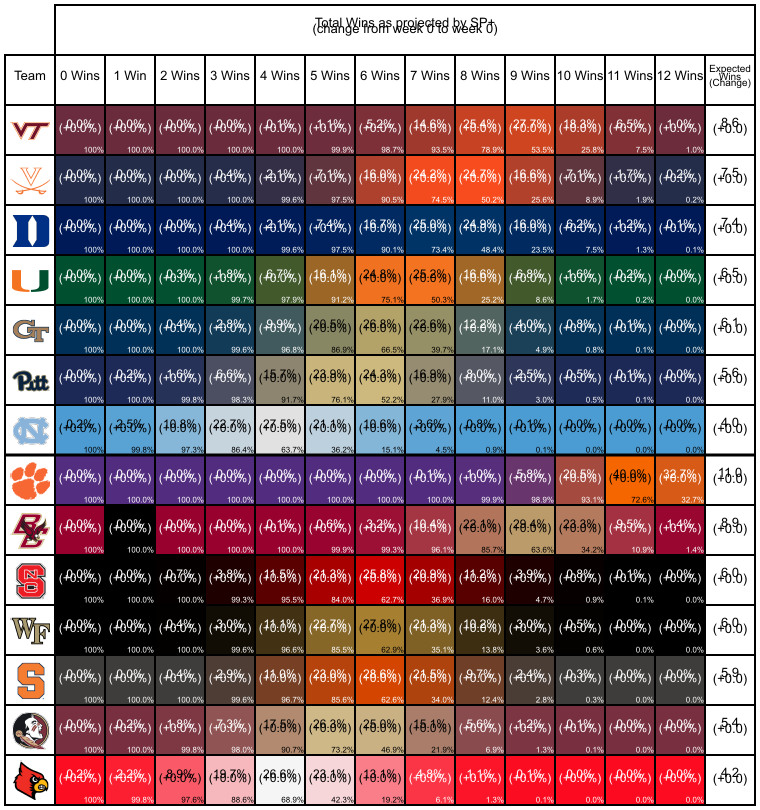 Total Wins as projected by SP+
(change from week 0 to week 0)
Team 0 Wins 1 Win 2 Wins 3 Wins 4 Wins 5 Wins 6 Wins 7 Wins 8 Wins 9 Wins 10 Wins 11 Wins 12 Wins Expected
Wins
(Change)
VT 0.0% 0.0% 0.0% 0.0% 0.1% 1.1% 5.2% 14.6% 25.4% 27.7% 18.3% 6.5% 1.0% 8.6
(+0.0%) (+0.0%) (+0.0%) (+0.0%) (+0.0%) (+0.0%) (+0.0%) (+0.0%) (+0.0%) (+0.0%) (+0.0%) (+0.0%) (+0.0%) (+0.0)
100% 100.0% 100.0% 100.0% 100.0% 99.9% 98.7% 93.5% 78.9% 53.5% 25.8% 7.5% 1.0%
V 0.0% 0.0% 0.0% 0.4% 2.1% 7.1% 16.0% 24.2% 24.7% 16.6% 7.1% 1.7% 0.2% 7.5
(+0.0%) (+0.0%) (+0.0%) (+0.0%) (+0.0%) (+0.0%) (+0.0%) (+0.0%) (+0.0%) (+0.0%) (+0.0%) (+0.0%) (+0.0%) (+0.0)
100% 100.0% 100.0% 100.0% 99.6% 97.5% 90.5% 74.5% 50.2% 25.6% 8.9% 1.9% 0.2%
D 0.0% 0.0% 0.0% 0.4% 2.1% 7.4% 16.7% 25.0% 24.9% 16.0% 6.2% 1.2% 0.1% 7.4
(+0.0%) (+0.0%) (+0.0%) (+0.0%) (+0.0%) (+0.0%) (+0.0%) (+0.0%) (+0.0%) (+0.0%) (+0.0%) (+0.0%) (+0.0%) (+0.0)
100% 100.0% 100.0% 100.0% 99.6% 97.5% 90.1% 73.4% 48.4% 23.5% 7.5% 1.3% 0.1%
U 0.0% 0.0% 0.3% 1.8% 6.7% 16.1% 24.8% 25.2% 16.6% 6.8% 1.6% 0.2% 0.0% 6.5
(+0.0%) (+0.0%) (+0.0%) (+0.0%) (+0.0%) (+0.0%) (+0.0%) (+0.0%) (+0.0%) (+0.0%) (+0.0%) (+0.0%) (+0.0%) (+0.0)
100% 100.0% 100.0% 99.7% 97.9% 91.2% 75.1% 50.3% 25.2% 8.6% 1.7% 0.2% 0.0%
GT 0.0% 0.0% 0.4% 2.8% 9.9% 20.5% 26.8% 22.6% 12.2% 4.0% 0.8% 0.1% 0.0% 6.1
(+0.0%) (+0.0%) (+0.0%) (+0.0%) (+0.0%) (+0.0%) (+0.0%) (+0.0%) (+0.0%) (+0.0%) (+0.0%) (+0.0%) (+0.0%) (+0.0)
100% 100.0% 100.0% 99.6% 96.8% 86.9% 66.5% 39.7% 17.1% 4.9% 0.8% 0.1% 0.0%
Pitt 0.0% 0.2% 1.6% 6.6% 15.7% 23.9% 24.3% 16.9% 8.0% 2.5% 0.5% 0.1% 0.0% 5.6
(+0.0%) (+0.0%) (+0.0%) (+0.0%) (+0.0%) (+0.0%) (+0.0%) (+0.0%) (+0.0%) (+0.0%) (+0.0%) (+0.0%) (+0.0%) (+0.0)
100% 100.0% 99.8% 98.3% 91.7% 76.1% 52.2% 27.9% 11.0% 3.0% 0.5% 0.1% 0.0%
NC 0.2% 2.5% 10.8% 22.7% 27.5% 21.1% 10.6% 3.6% 0.8% 0.1% 0.0% 0.0% 0.0% 4.0
(+0.0%) (+0.0%) (+0.0%) (+0.0%) (+0.0%) (+0.0%) (+0.0%) (+0.0%) (+0.0%) (+0.0%) (+0.0%) (+0.0%) (+0.0%) (+0.0)
100% 99.8% 97.3% 86.4% 63.7% 36.2% 15.1% 4.5% 0.9% 0.1% 0.0% 0.0% 0.0%
0.0% 0.0% 0.0% 0.0% 0.0% 0.0% 0.0% 0.1% 1.0% 5.8% 20.5% 40.0% 32.7% 11.0
(+0.0%) (+0.0%) (+0.0%) (+0.0%) (+0.0%) (+0.0%) (+0.0%) (+0.0%) (+0.0%) (+0.0%) (+0.0%) (+0.0%) (+0.0%) (+0.0)
100% 100.0% 100.0% 100.0% 100.0% 100.0% 100.0% 100.0% 99.9% 98.9% 93.1% 72.6% 32.7%
BC 0.0% 0.0% 0.0% 0.0% 0.1% 0.6% 3.2% 10.4% 22.1% 29.4% 23.3% 9.5% 1.4% 8.9
(+0.0%) (+0.0%) (+0.0%) (+0.0%) (+0.0%) (+0.0%) (+0.0%) (+0.0%) (+0.0%) (+0.0%) (+0.0%) (+0.0%) (+0.0%) (+0.0)
100% 100.0% 100.0% 100.0% 100.0% 99.9% 99.3% 96.1% 85.7% 63.6% 34.2% 10.9% 1.4%
NCS 0.0% 0.0% 0.7% 3.8% 11.5% 21.3% 25.8% 20.9% 11.2% 3.9% 0.8% 0.1% 0.0% 6.0
(+0.0%) (+0.0%) (+0.0%) (+0.0%) (+0.0%) (+0.0%) (+0.0%) (+0.0%) (+0.0%) (+0.0%) (+0.0%) (+0.0%) (+0.0%) (+0.0)
100% 100.0% 100.0% 99.3% 95.5% 84.0% 62.7% 36.9% 16.0% 4.7% 0.9% 0.1% 0.0%
WF 0.0% 0.0% 0.4% 3.0% 11.1% 22.7% 27.8% 21.3% 10.2% 3.0% 0.5% 0.0% 0.0% 6.0
(+0.0%) (+0.0%) (+0.0%) (+0.0%) (+0.0%) (+0.0%) (+0.0%) (+0.0%) (+0.0%) (+0.0%) (+0.0%) (+0.0%) (+0.0%) (+0.0)
100% 100.0% 100.0% 99.6% 96.6% 85.5% 62.9% 35.1% 13.8% 3.6% 0.6% 0.0% 0.0%
S 0.0% 0.0% 0.4% 2.9% 11.0% 23.0% 28.6% 21.5% 9.7% 2.4% 0.3% 0.0% 0.0% 5.9
(+0.0%) (+0.0%) (+0.0%) (+0.0%) (+0.0%) (+0.0%) (+0.0%) (+0.0%) (+0.0%) (+0.0%) (+0.0%) (+0.0%) (+0.0%) (+0.0)
100% 100.0% 100.0% 99.6% 96.7% 85.6% 62.6% 34.0% 12.4% 2.8% 0.3% 0.0% 0.0%
0.0% 0.2% 1.8% 7.3% 17.5% 26.3% 25.0% 15.1% 5.6% 1.2% 0.1% 0.0% 0.0% 5.4
(+0.0%) (+0.0%) (+0.0%) (+0.0%) (+0.0%) (+0.0%) (+0.0%) (+0.0%) (+0.0%) (+0.0%) (+0.0%) (+0.0%) (+0.0%) (+0.0)
100% 100.0% 99.8% 98.0% 90.7% 73.2% 46.9% 21.9% 6.9% 1.3% 0.1% 0.0% 0.0%
0.2% 2.2% 8.9% 19.7% 26.6% 23.1% 13.1% 4.8% 1.1% 0.1% 0.0% 0.0% 0.0% 4.2
(+0.0%) (+0.0%) (+0.0%) (+0.0%) (+0.0%) (+0.0%) (+0.0%) (+0.0%) (+0.0%) (+0.0%) (+0.0%) (+0.0%) (+0.0%) (+0.0)
100% 99.8% 97.6% 88.6% 68.9% 42.3% 19.2% 6.1% 1.3% 0.1% 0.0% 0.0% 0.0%